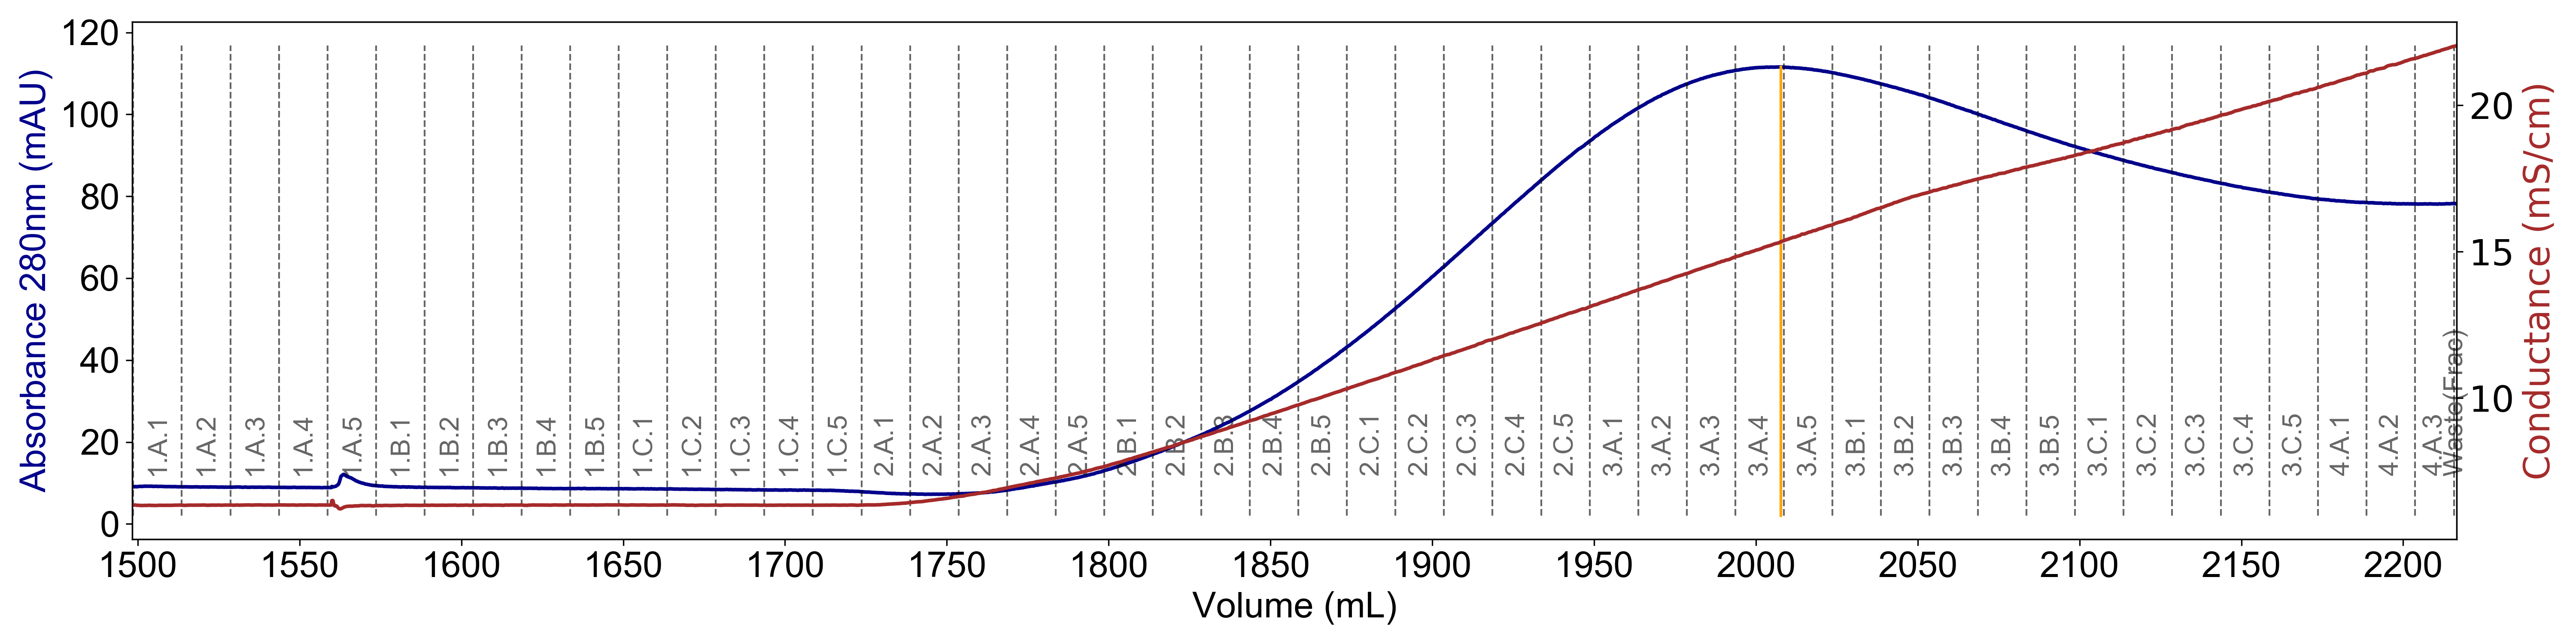 Absorbance 280nm (mAU)
120
100
80
60
40
20
0
1.A.1
1.A.2
1.A.3
1.A.4
1.A.5
1.B.1
1.B.2
1.B.3
1.B.4
1.B.5
1.C.1
1.C.2
1.C.3
1.C.4
1.C.5
2.A.1
2.A.2
2.A.3
2.A.4
2.A.5
2.B.1
2.B.2
2.B.3
2.B.4
2.B.5
2.C.1
2.C.2
2.C.3
2.C.4
2.C.5
3.A.1
3.A.2
3.A.3
3.A.4
3.A.5
3.B.1
3.B.2
3.B.3
3.B.4
3.B.5
3.C.1
3.C.2
3.C.3
3.C.4
3.C.5
4.A.1
4.A.2
4.A.3
Waste(Frac)
20
15
10
Conductance (mS/cm)
1500
1550
1600
1650
1700
1750
1800
1850
1900
1950
2000
2050
2100
2150
2200
Volume (mL)